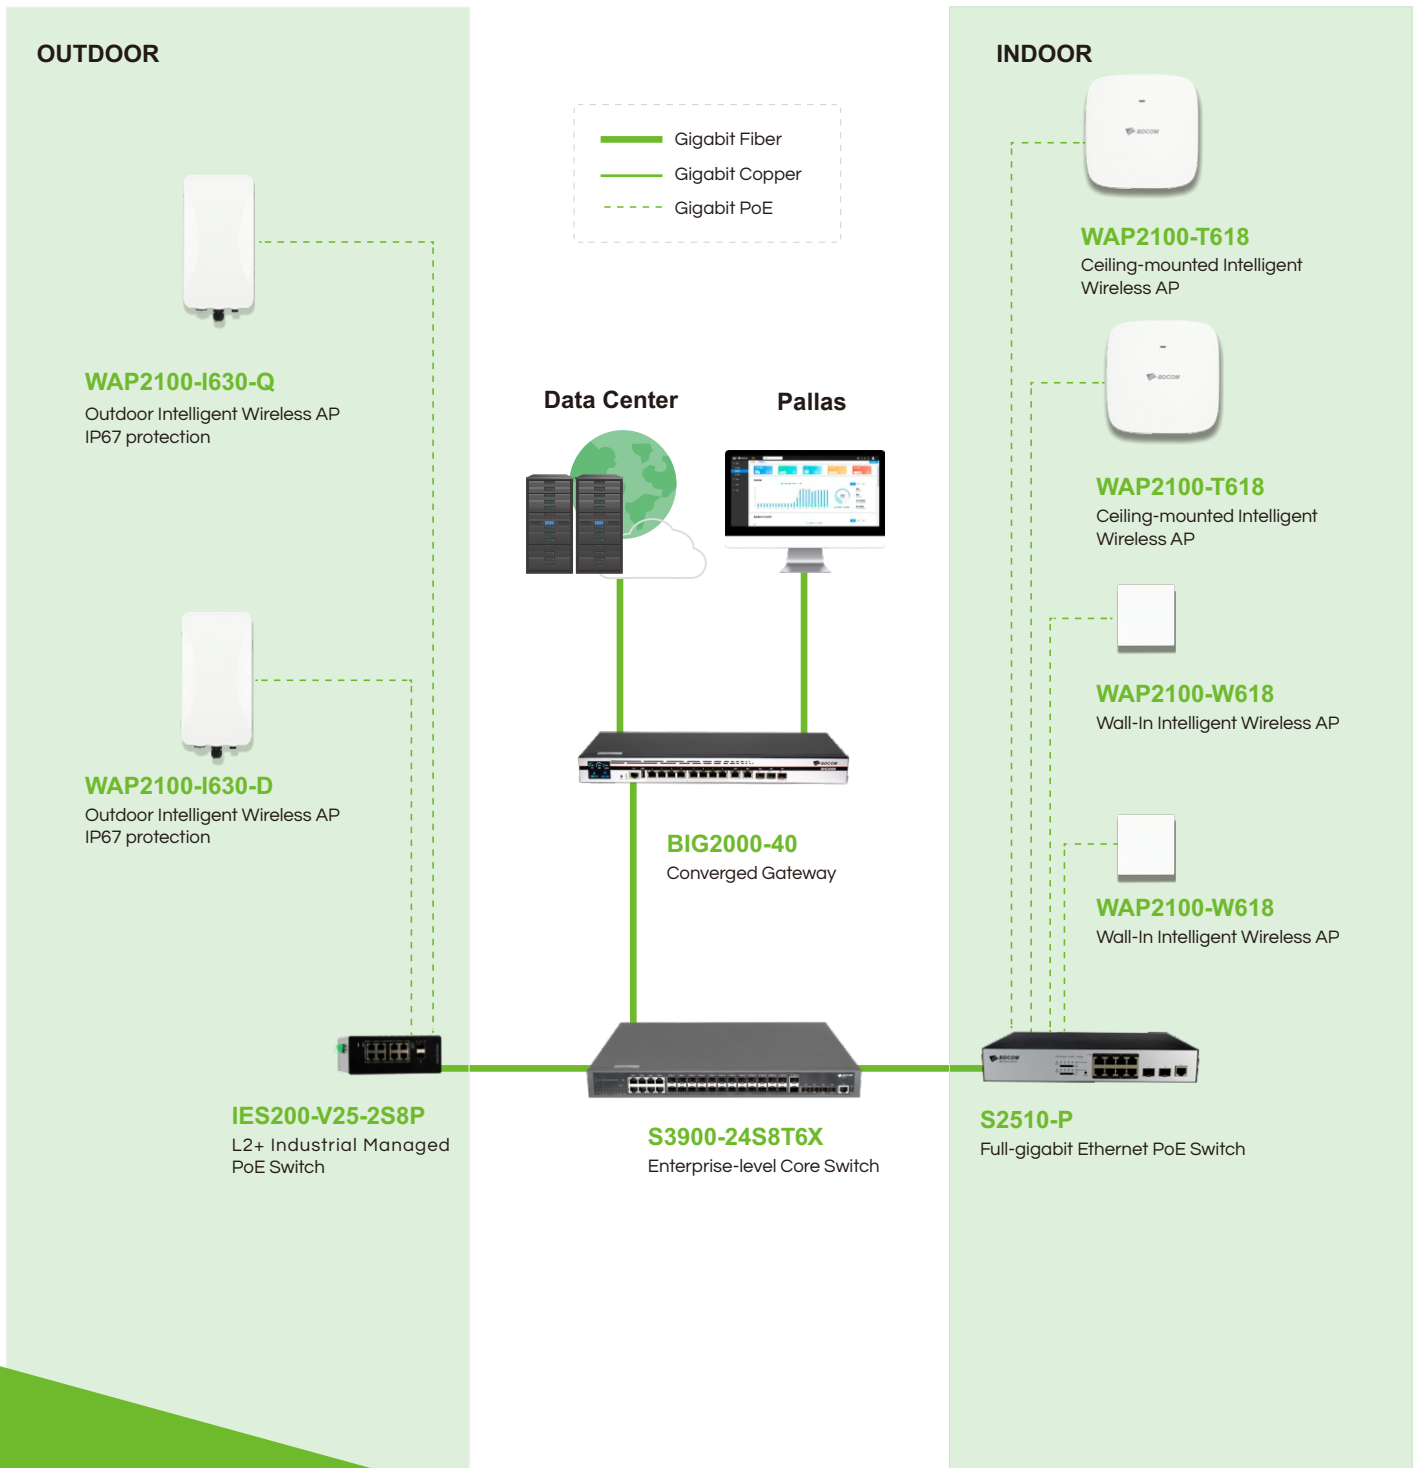 OUTDOOR
INDOOR
Gigabit Fiber
Gigabit Copper
Gigabit PoE
BDCOM
WAP2100-T618
Ceiling-mounted Intelligent
Wireless AP
WAP2100-I630-Q
Outdoor Intelligent Wireless AP
IP67 protection
Data Center
Pallas
BDCOM
WAP2100-T618
Ceiling-mounted Intelligent
Wireless AP
WAP2100-W618
Wall-In Intelligent Wireless AP
WAP2100-I630-D
Outdoor Intelligent Wireless AP
IP67 protection
BDCOM
BIG2000-40
Converged Gateway
WAP2100-W618
Wall-In Intelligent Wireless AP
BDCOM
IES200-V25-2S8P
L2+ Industrial Managed
PoE Switch
S3900-24S8T6X
Enterprise-level Core Switch
S2510-P
Full-gigabit Ethernet PoE Switch